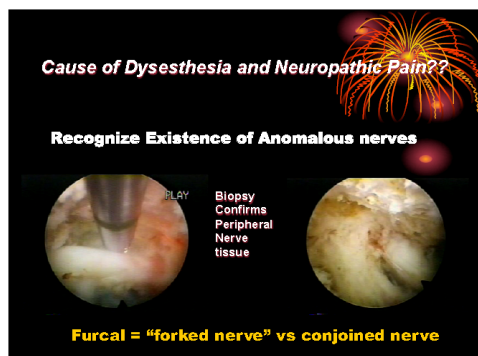 Cause of Dysesthesia and Neuropathic Pain??
Recognize Existence of Anomalous nerves
PLAY
Biopsy
Confirms
Peripheral
Nerve
tissue
Furcal = “forked nerve” vs conjoined nerve